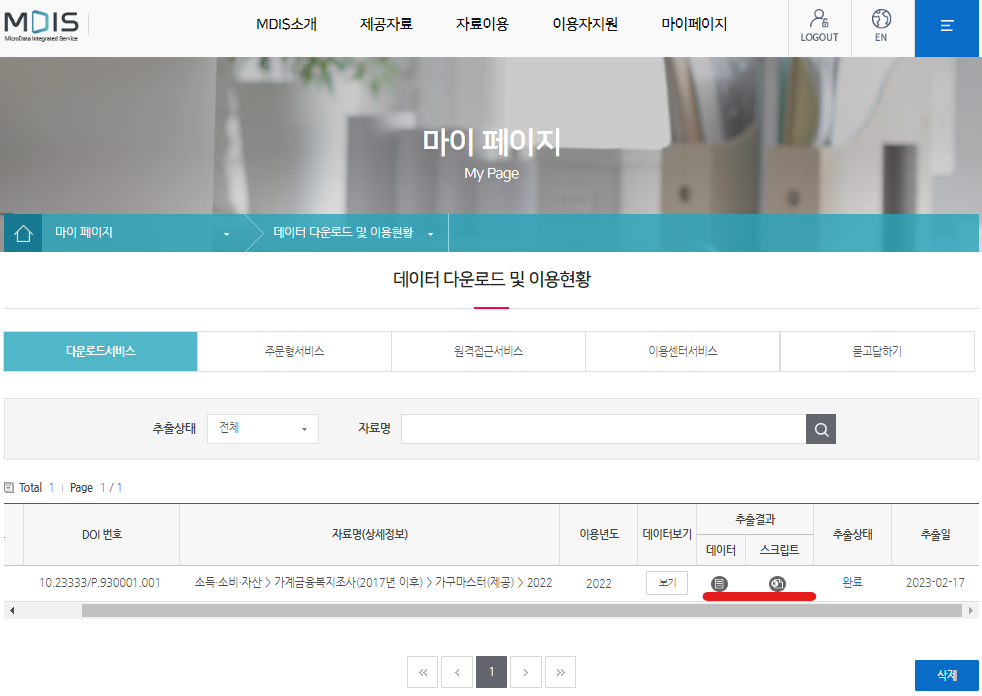 MDIS
MicroData Integrated Service
MDIS소개 제공자료 자료이용 이용자지원 마이페이지
LOGOUT EN
마이 페이지
My Page
마이 페이지 데이터 다운로드 및 이용현황
데이터 다운로드 및 이용현황
다운로드서비스 주문형서비스 원격접근서비스 이용센터서비스 묻고답하기
추출상태 전체 자료명
Total 1 | Page 1 / 1
DOI 번호 자료명(상세정보) 이용년도 데이터보기 추출결과 추출상태 추출일
데이터 스크립트
10.23333/P.930001.001 소득·소비·자산 > 가계금융복지조사(2017년 이후) > 가구마스터(제공) > 2022 2022 보기 완료 2023-02-17
« ‹ 1 › »
삭제